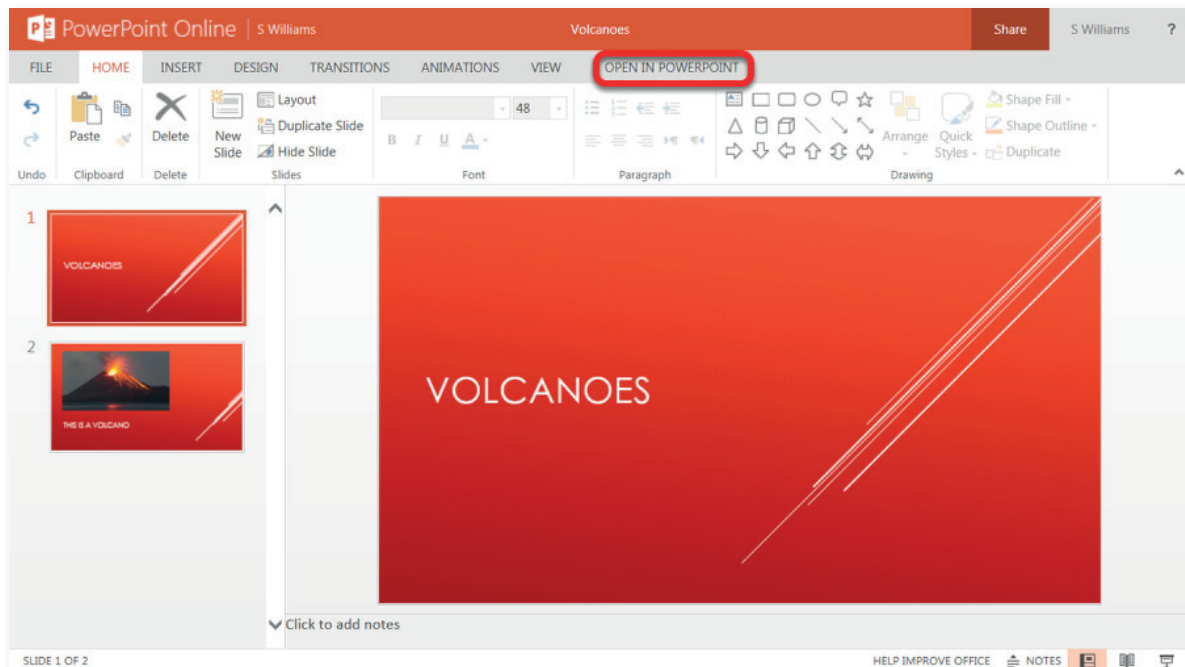 PowerPoint Online | S Williams Volcanoes Share S Williams ?
FILE HOME INSERT DESIGN TRANSITIONS ANIMATIONS VIEW OPEN IN POWERPOINT
Paste
Delete
New
Slide
Layout
Duplicate Slide
Hide Slide
48
B I U A
Arrange
Quick
Styles
Shape Fill
Shape Outline
Duplicate
Undo Clipboard Delete Slides Font Paragraph Drawing
1
VOLCANOES
2
THIS IS A VOLCANO
VOLCANOES
Click to add notes
SLIDE 1 OF 2 HELP IMPROVE OFFICE NOTES